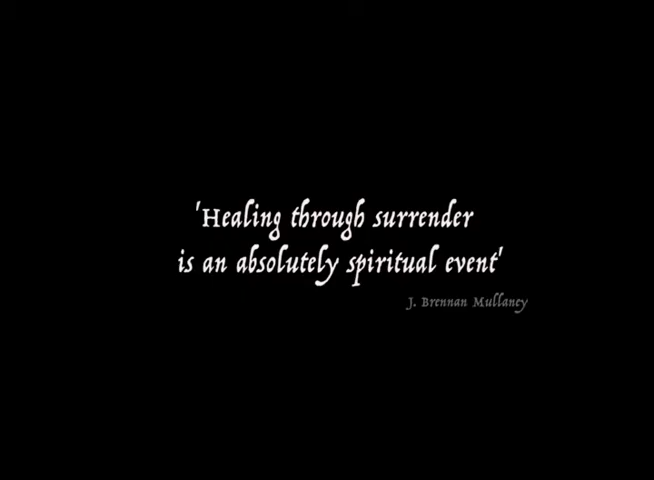 'Healing through surrender
is an absolutely spiritual event'
J. Brennan Mullaney